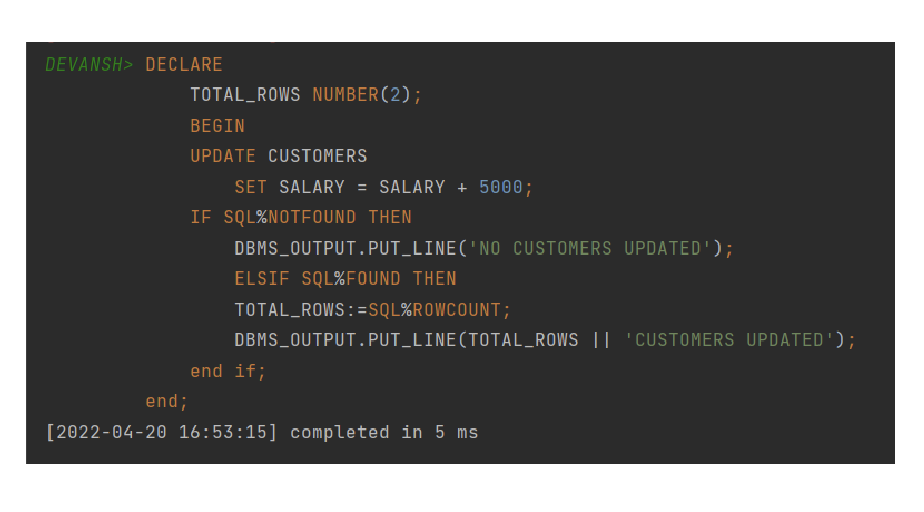 DEVANSH> DECLARE
TOTAL_ROWS NUMBER(2);
BEGIN
UPDATE CUSTOMERS
SET SALARY = SALARY + 5000;
IF SQL%NOTFOUND THEN
DBMS_OUTPUT.PUT_LINE('NO CUSTOMERS UPDATED');
ELSIF SQL%FOUND THEN
TOTAL_ROWS:=SQL%ROWCOUNT;
DBMS_OUTPUT.PUT_LINE(TOTAL_ROWS || 'CUSTOMERS UPDATED');
end if;
end;
[2022-04-20 16:53:15] completed in 5 ms